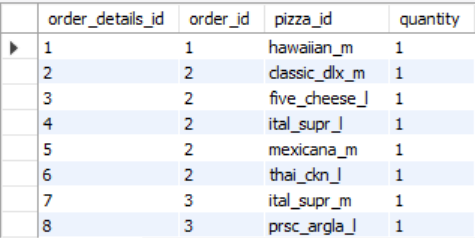 order_details_id order_id pizza_id quantity
1 1 hawaiian_m 1
2 2 classic_dlx_m 1
3 2 five_cheese_l 1
4 2 ital_supr_l 1
5 2 mexicana_m 1
6 2 thai_ckn_l 1
7 3 ital_supr_m 1
8 3 prsc_argla_l 1